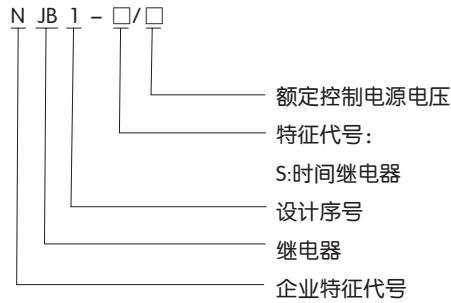 N JB 1 - □/□
额定控制电源电压
特征代号:
S:时间继电器
设计序号
继电器
企业特征代号